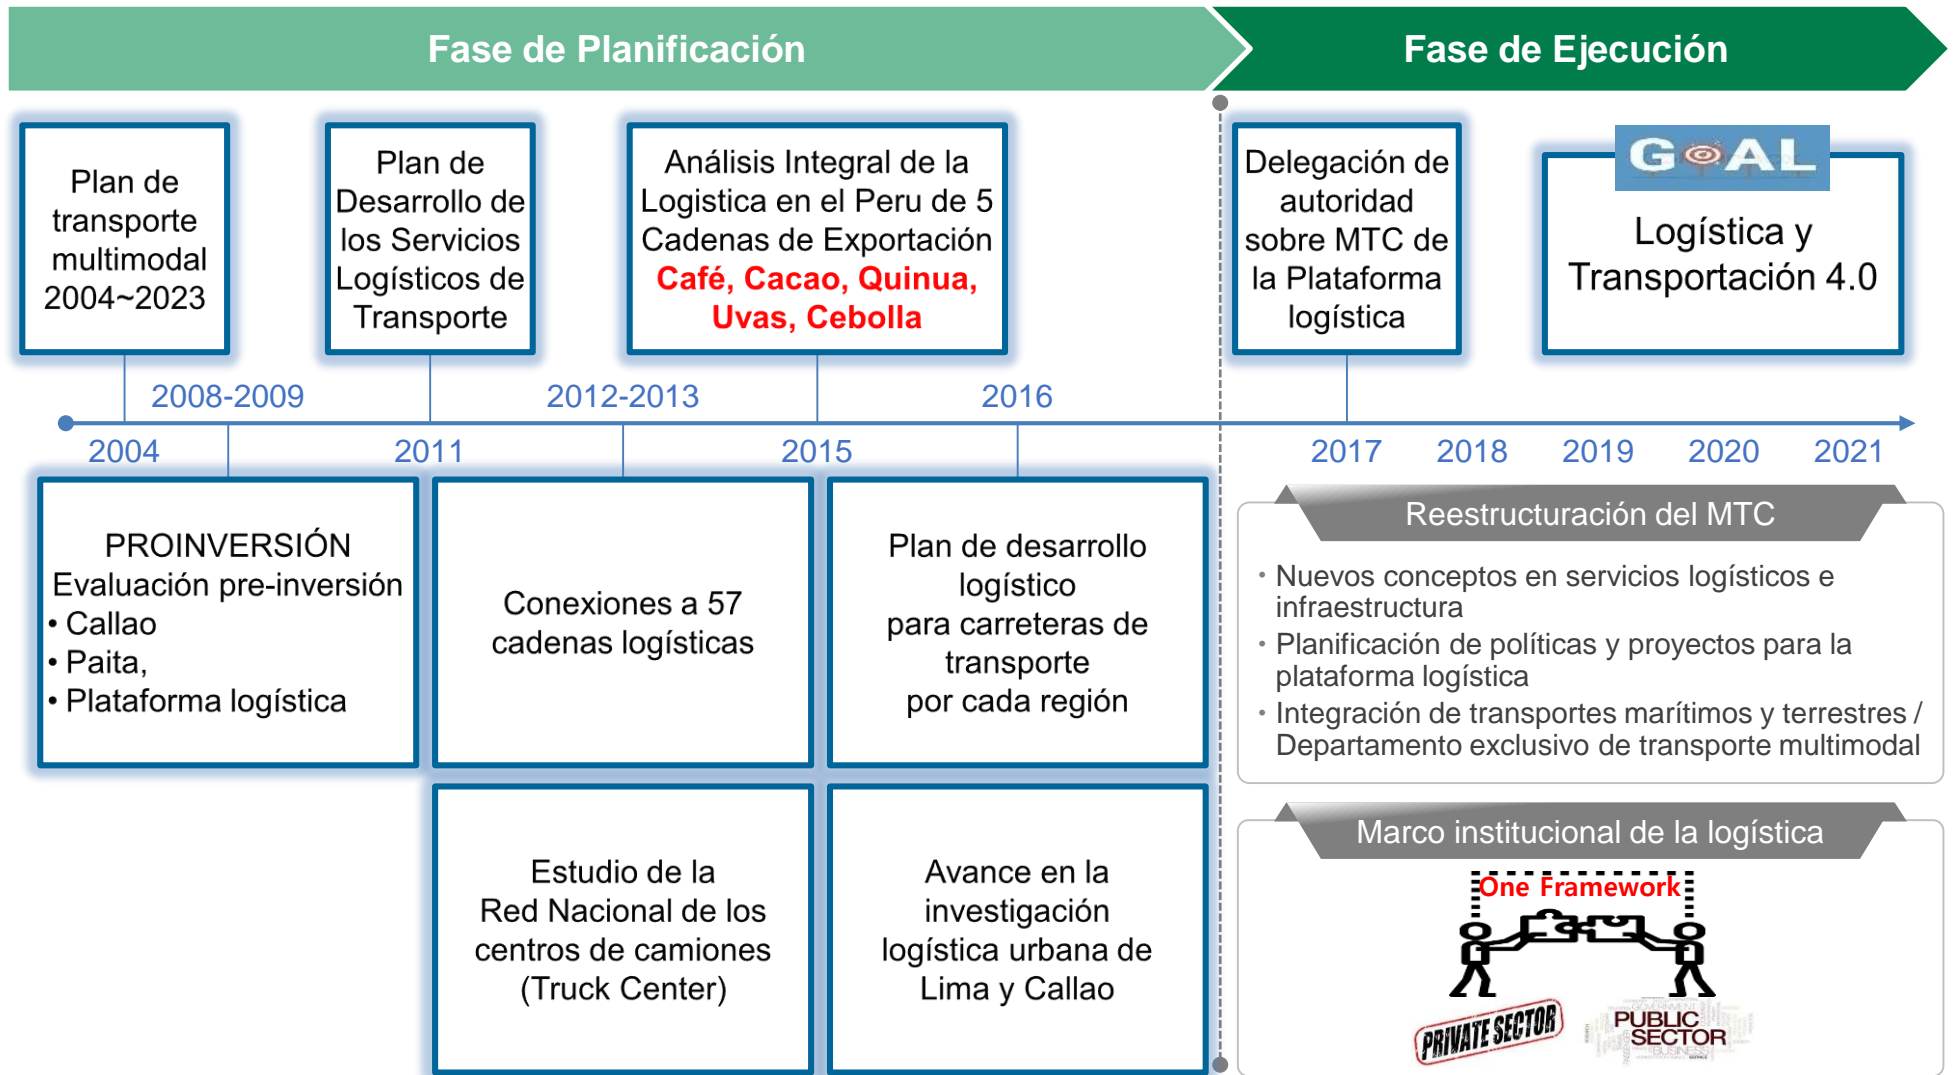 Fase de Planificación
Fase de Ejecución
Plan de
transporte
multimodal
2004~2023
Plan de
Desarrollo de
los Servicios
Logísticos de
Transporte
Análisis Integral de la
Logistica en el Peru de 5
Cadenas de Exportación
Café, Cacao, Quinua,
Uvas, Cebolla
Delegación de
autoridad
sobre MTC de
la Plataforma
logística
GOAL
Logística y
Transportación 4.0
2008-2009
2012-2013
2016
2004
2011
2015
2017
2018
2019
2020
2021
PROINVERSIÓN
Evaluación pre-inversión
• Callao
• Paita,
• Plataforma logística
Conexiones a 57
cadenas logísticas
Plan de desarrollo
logístico
para carreteras de
transporte
por cada región
Estudio de la
Red Nacional de los
centros de camiones
(Truck Center)
Avance en la
investigación
logística urbana de
Lima y Callao
Reestructuración del MTC
• Nuevos conceptos en servicios logísticos e
infraestructura
• Planificación de políticas y proyectos para la
plataforma logística
• Integración de transportes marítimos y terrestres /
Departamento exclusivo de transporte multimodal
Marco institucional de la logística
One Framework
PRIVATE SECTOR
PUBLIC
SECTOR
BUSINESS